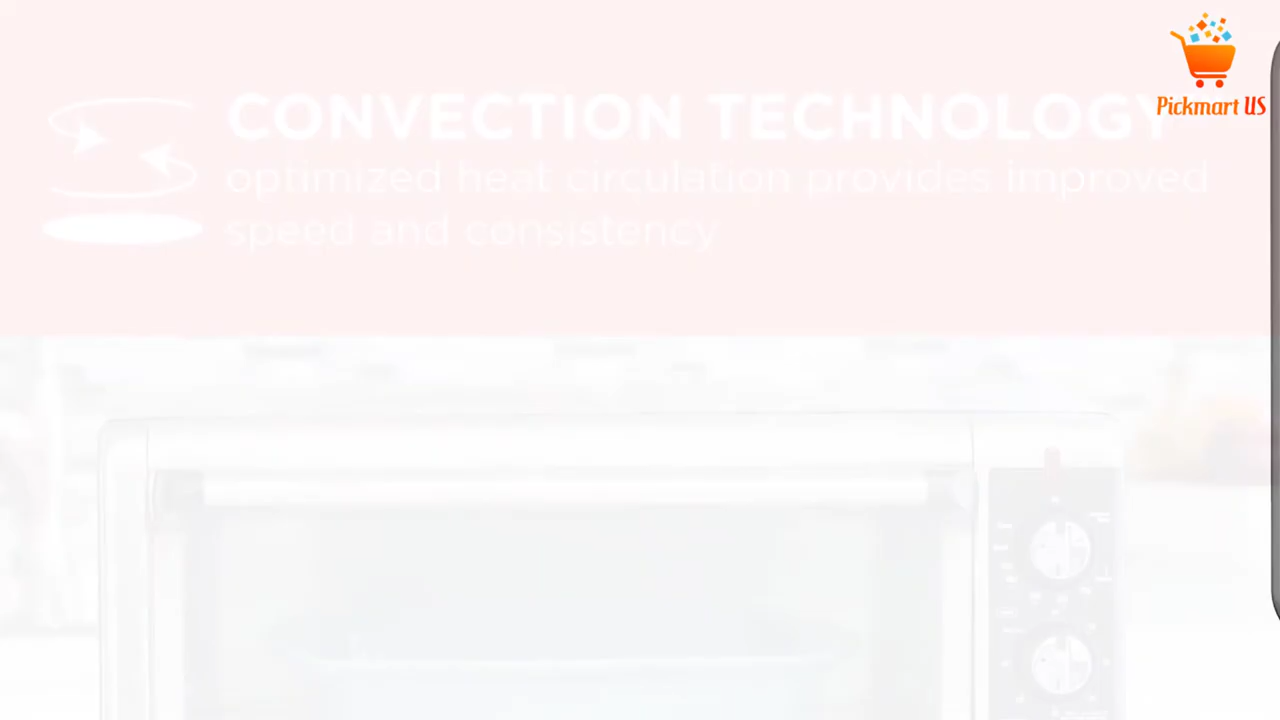 CONVECTION TECHNOLOGY
optimized heat circulation provides improved
speed and consistency
Pickmart US